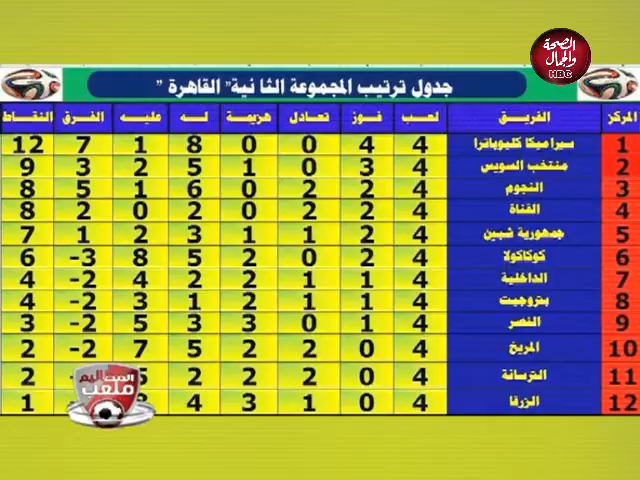 الصحة
والجمال
HBG
جدول ترتيب المجموعة الثانية" القاهرة "
المركز الفريق لعب فوز تعادل هزيمة له عليه الفرق النقاط
1 سيراميكا كليوباترا 4 4 0 0 8 1 7 12
2 منتخب السويس 4 3 0 1 5 2 3 9
3 النجوم 4 2 2 0 6 1 5 8
4 القناة 4 2 2 0 2 0 2 8
5 جمهورية شبين 4 2 1 1 3 2 1 7
6 كوكاكولا 4 2 0 2 5 8 -3 6
7 الداخلية 4 1 1 2 2 4 -2 4
8 بتروجيت 4 1 1 2 1 3 -2 4
9 النصر 4 1 0 3 3 5 -2 3
10 المريخ 4 0 2 2 5 7 -2 2
11 الترسانة 4 0 2 2 2 2
12 الزرقا 4 0 1 3 4 1
ملعب